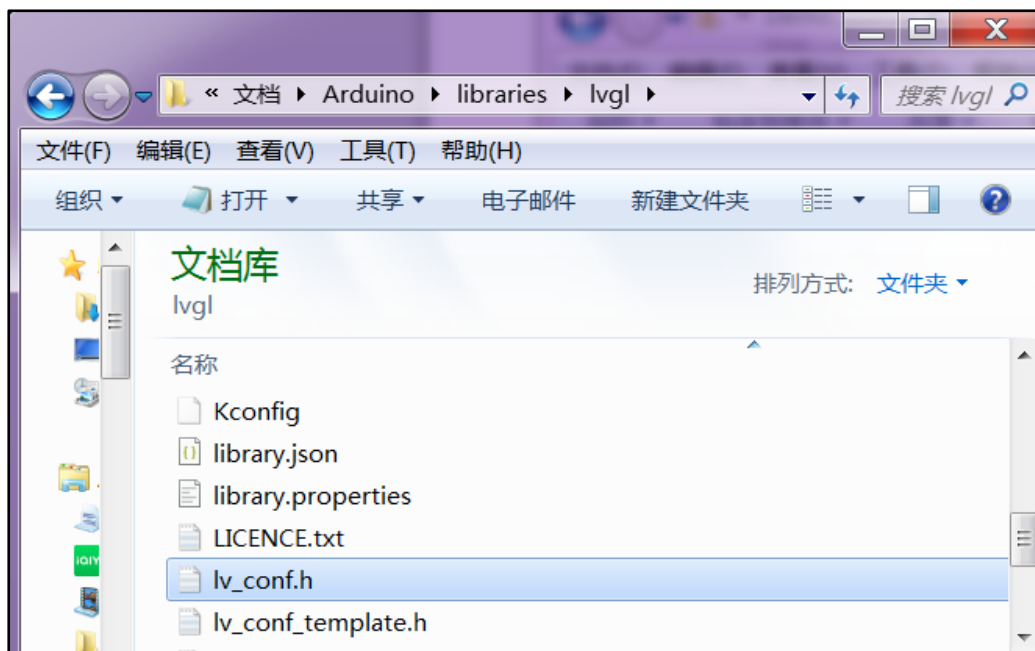 « 文档 ▸ Arduino ▸ libraries ▸ lvgl ▸ 搜索 lvgl
文件(F) 编辑(E) 查看(V) 工具(T) 帮助(H)
组织 打开 共享 电子邮件 新建文件夹
文档库
lvgl
排列方式: 文件夹
名称
Kconfig
library.json
library.properties
LICENCE.txt
lv_conf.h
lv_conf_template.h